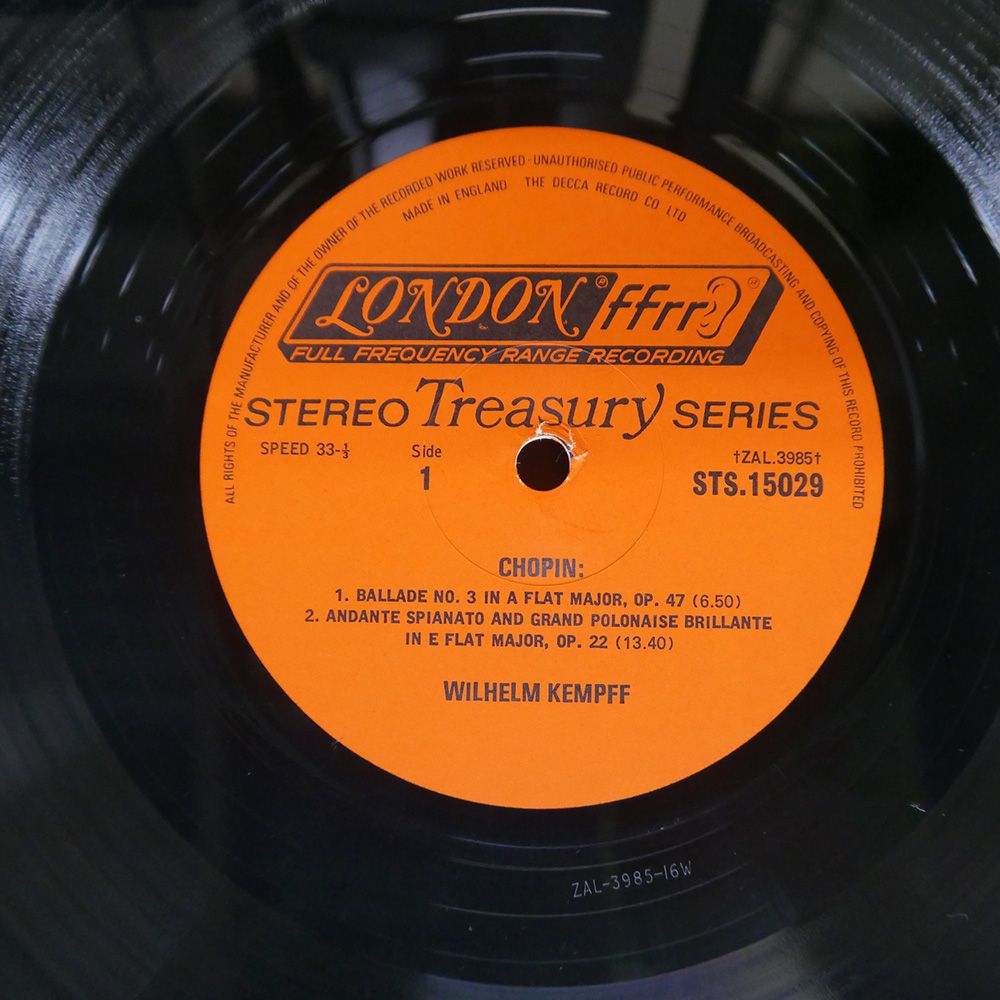 ALL RIGHTS OF THE MANUFACTURER AND OF THE OWNER OF THE RECORDED WORK RESERVED · UNAUTHORISED PUBLIC PERFORMANCE BROADCASTING AND COPYING OF THIS RECORD PROHIBITED
MADE IN ENGLAND THE DECCA RECORD CO LTD
LONDON ® ffrr ®
FULL FREQUENCY RANGE RECORDING
STEREO Treasury SERIES
SPEED 33-⅓ Side †ZAL.3985†
1 STS.15029
CHOPIN:
1. BALLADE NO. 3 IN A FLAT MAJOR, OP. 47 (6.50)
2. ANDANTE SPIANATO AND GRAND POLONAISE BRILLANTE
IN E FLAT MAJOR, OP. 22 (13.40)
WILHELM KEMPFF
ZAL-3985-16W